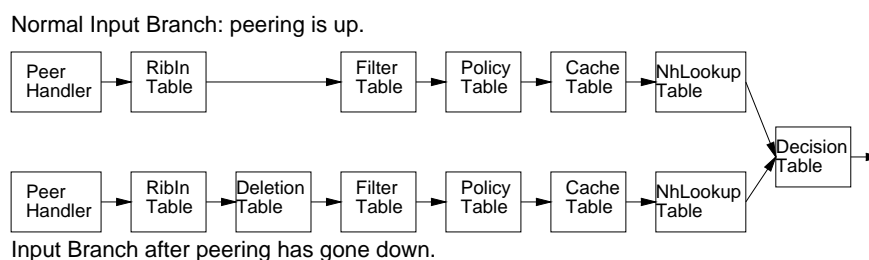 Normal Input Branch: peering is up.
Peer
Handler
RibIn
Table
Filter
Table
Policy
Table
Cache
Table
NhLookup
Table
Decision
Table
Peer
Handler
RibIn
Table
Deletion
Table
Filter
Table
Policy
Table
Cache
Table
NhLookup
Table
Input Branch after peering has gone down.